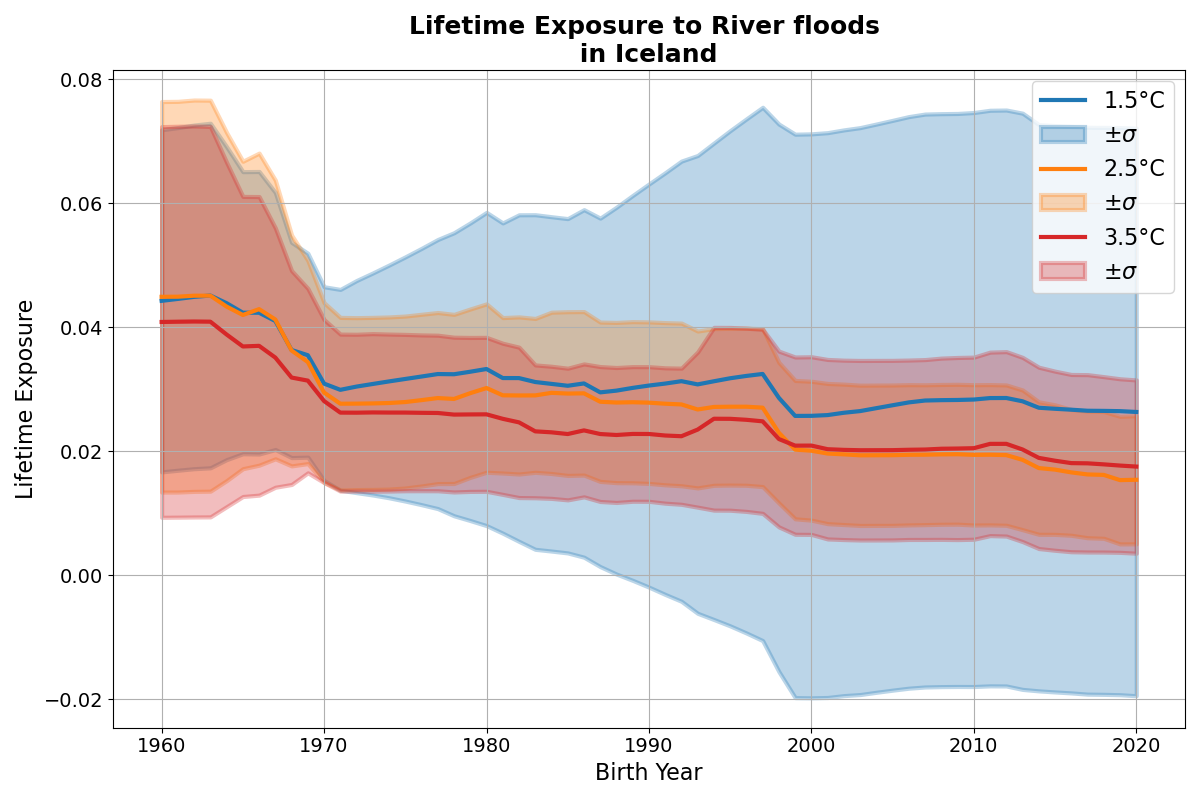 Lifetime Exposure to River floods
in Iceland
0.08
0.06
0.04
0.02
0.00
−0.02
Lifetime Exposure
1960
1970
1980
1990
2000
2010
2020
Birth Year
1.5°C
±σ
2.5°C
±σ
3.5°C
±σ